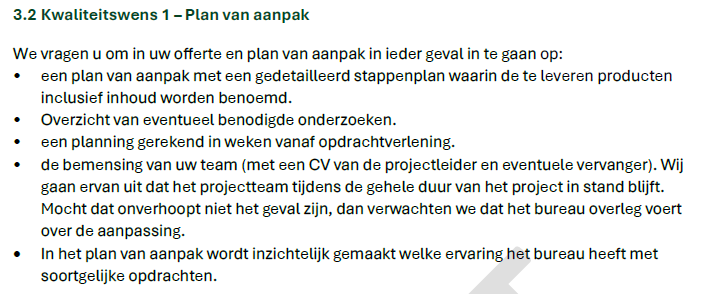 3.2 Kwaliteitswens 1 – Plan van aanpak
We vragen u om in uw offerte en plan van aanpak in ieder geval in te gaan op:
• een plan van aanpak met een gedetailleerd stappenplan waarin de te leveren producten
inclusief inhoud worden benoemd.
• Overzicht van eventueel benodigde onderzoeken.
• een planning gerekend in weken vanaf opdrachtverlening.
• de bemensing van uw team (met een CV van de projectleider en eventuele vervanger). Wij
gaan ervan uit dat het projectteam tijdens de gehele duur van het project in stand blijft.
Mocht dat onverhoopt niet het geval zijn, dan verwachten we dat het bureau overleg voert
over de aanpassing.
• In het plan van aanpak wordt inzichtelijk gemaakt welke ervaring het bureau heeft met
soortgelijke opdrachten.